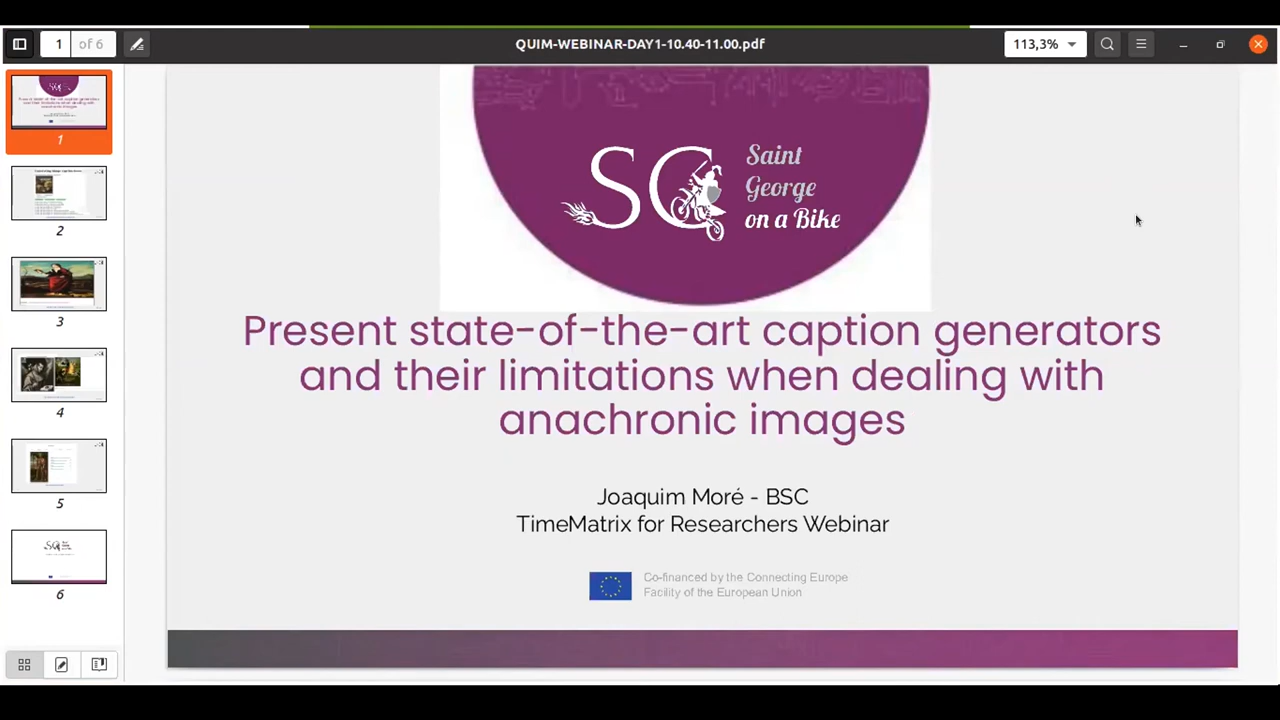 1 of 6
QUIM-WEBINAR-DAY1-10.40-11.00.pdf
113,3%
1
2
3
4
5
6
SG
Saint
George
on a Bike
Present state-of-the-art caption generators
and their limitations when dealing with
anachronic images
Joaquim Moré - BSC
TimeMatrix for Researchers Webinar
Co-financed by the Connecting Europe
Facility of the European Union